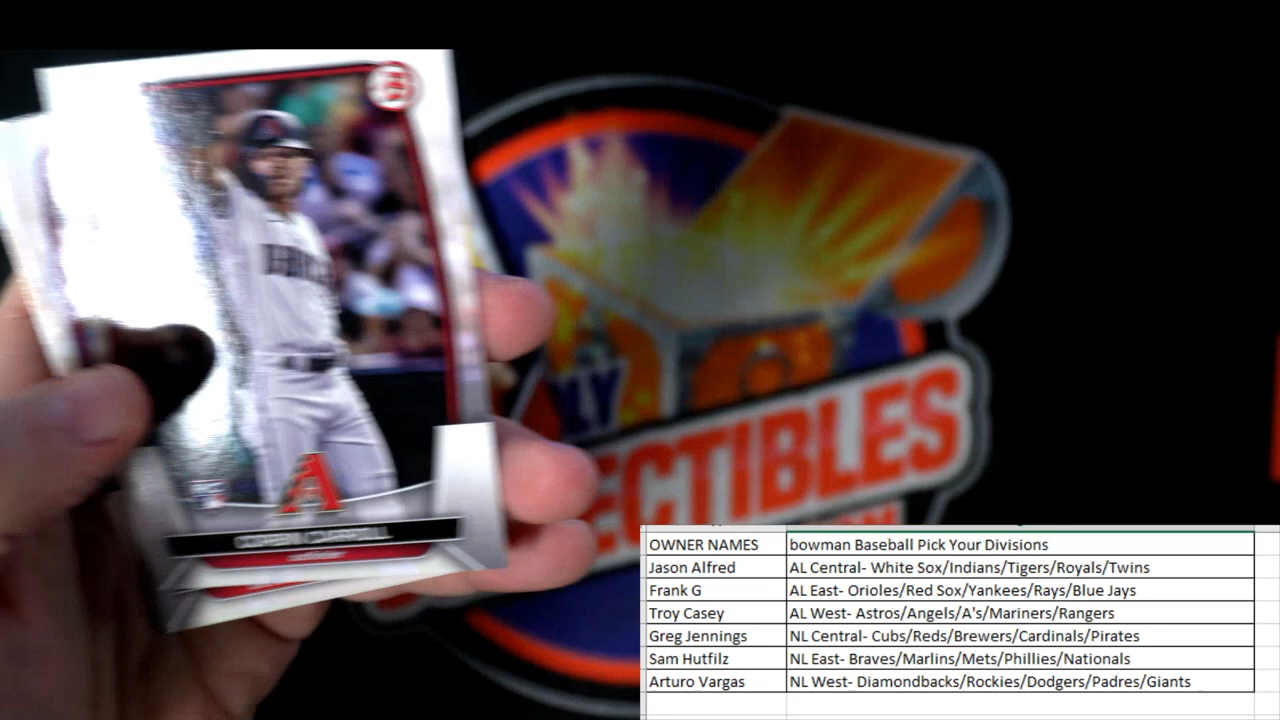 B
A
CORBIN CARROLL
ECTIBLES
OWNER NAMES bowman Baseball Pick Your Divisions
Jason Alfred AL Central- White Sox/Indians/Tigers/Royals/Twins
Frank G AL East- Orioles/Red Sox/Yankees/Rays/Blue Jays
Troy Casey AL West- Astros/Angels/A's/Mariners/Rangers
Greg Jennings NL Central- Cubs/Reds/Brewers/Cardinals/Pirates
Sam Hutfilz NL East- Braves/Marlins/Mets/Phillies/Nationals
Arturo Vargas NL West- Diamondbacks/Rockies/Dodgers/Padres/Giants